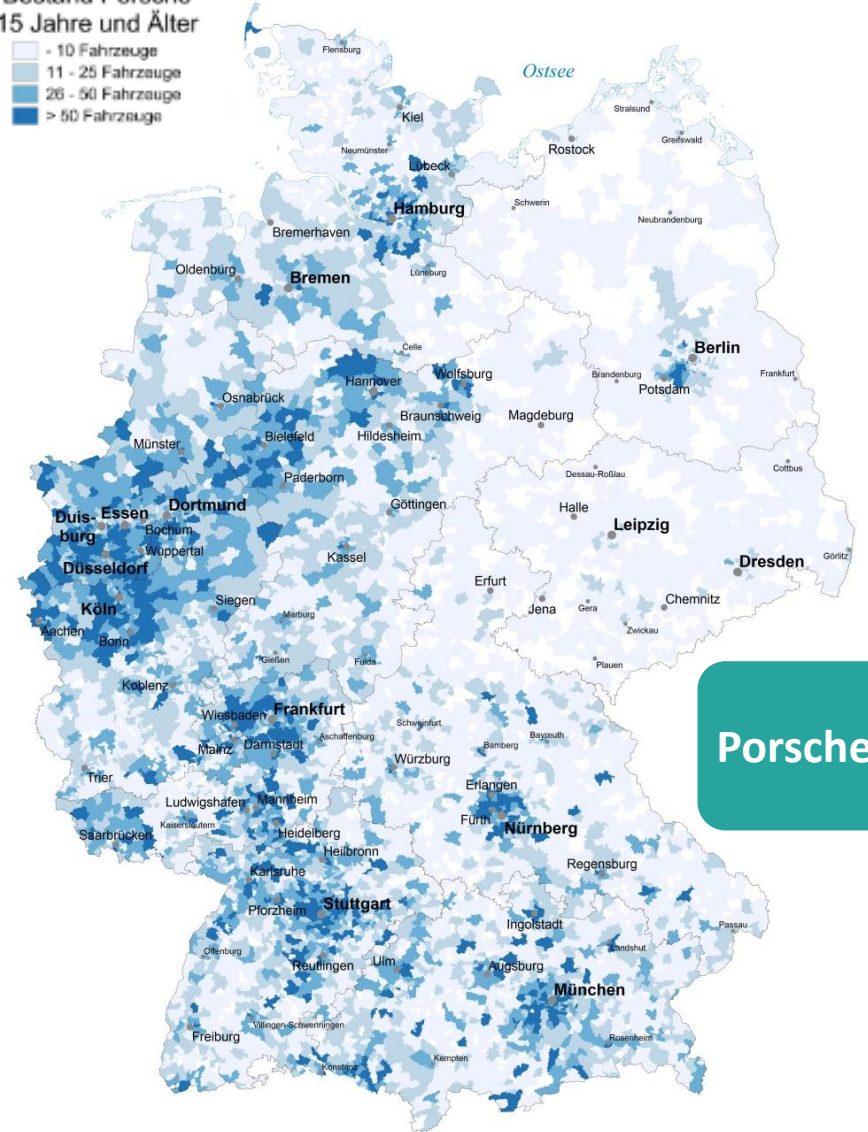 15 Jahre und Älter
- 10 Fahrzeuge
11 - 25 Fahrzeuge
26 - 50 Fahrzeuge
> 50 Fahrzeuge
Flensburg
Ostsee
Kiel
Stralsund
Greifswald
Neumünster
Rostock
Lübeck
Schwerin
Hamburg
Neubrandenburg
Bremerhaven
Oldenburg
Bremen
Lüneburg
Celle
Berlin
Wolfsburg
Brandenburg
Frankfurt
Hannover
Potsdam
Osnabrück
Braunschweig
Magdeburg
Münster
Bielefeld
Hildesheim
Cottbus
Paderborn
Dessau-Roßlau
Göttingen
Halle
Duis-
burg
Essen
Dortmund
Bochum
Leipzig
Wuppertal
Kassel
Görlitz
Düsseldorf
Dresden
Erfurt
Köln
Siegen
Jena
Gera
Chemnitz
Marburg
Zwickau
Aachen
Bonn
Gießen
Fulda
Plauen
Koblenz
Wiesbaden
Frankfurt
Schweinfurt
Aschaffenburg
Bayreuth
Mainz
Darmstadt
Bamberg
Porsche
Würzburg
Trier
Erlangen
Ludwigshafen
Mannheim
Kaiserslautern
Fürth
Nürnberg
Saarbrücken
Heidelberg
Heilbronn
Regensburg
Karlsruhe
Pforzheim
Stuttgart
Ingolstadt
Passau
Offenburg
Landshut
Reutlingen
Ulm
Augsburg
München
Villingen-Schwenningen
Freiburg
Rosenheim
Kempten
Konstanz